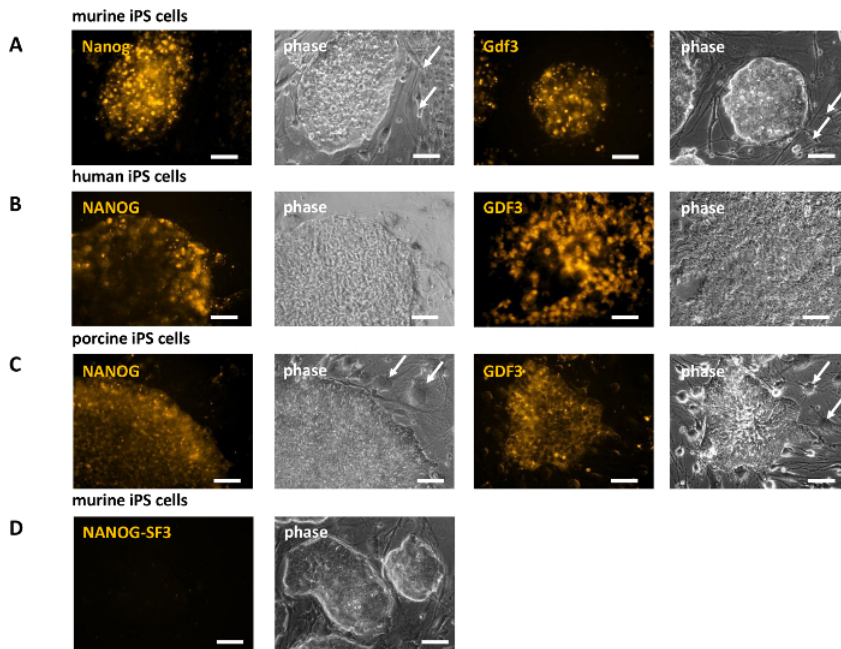 murine iPS cells
A
Nanog
phase
Gdf3
phase
human iPS cells
B
NANOG
phase
GDF3
phase
porcine iPS cells
C
NANOG
phase
GDF3
phase
murine iPS cells
D
NANOG-SF3
phase